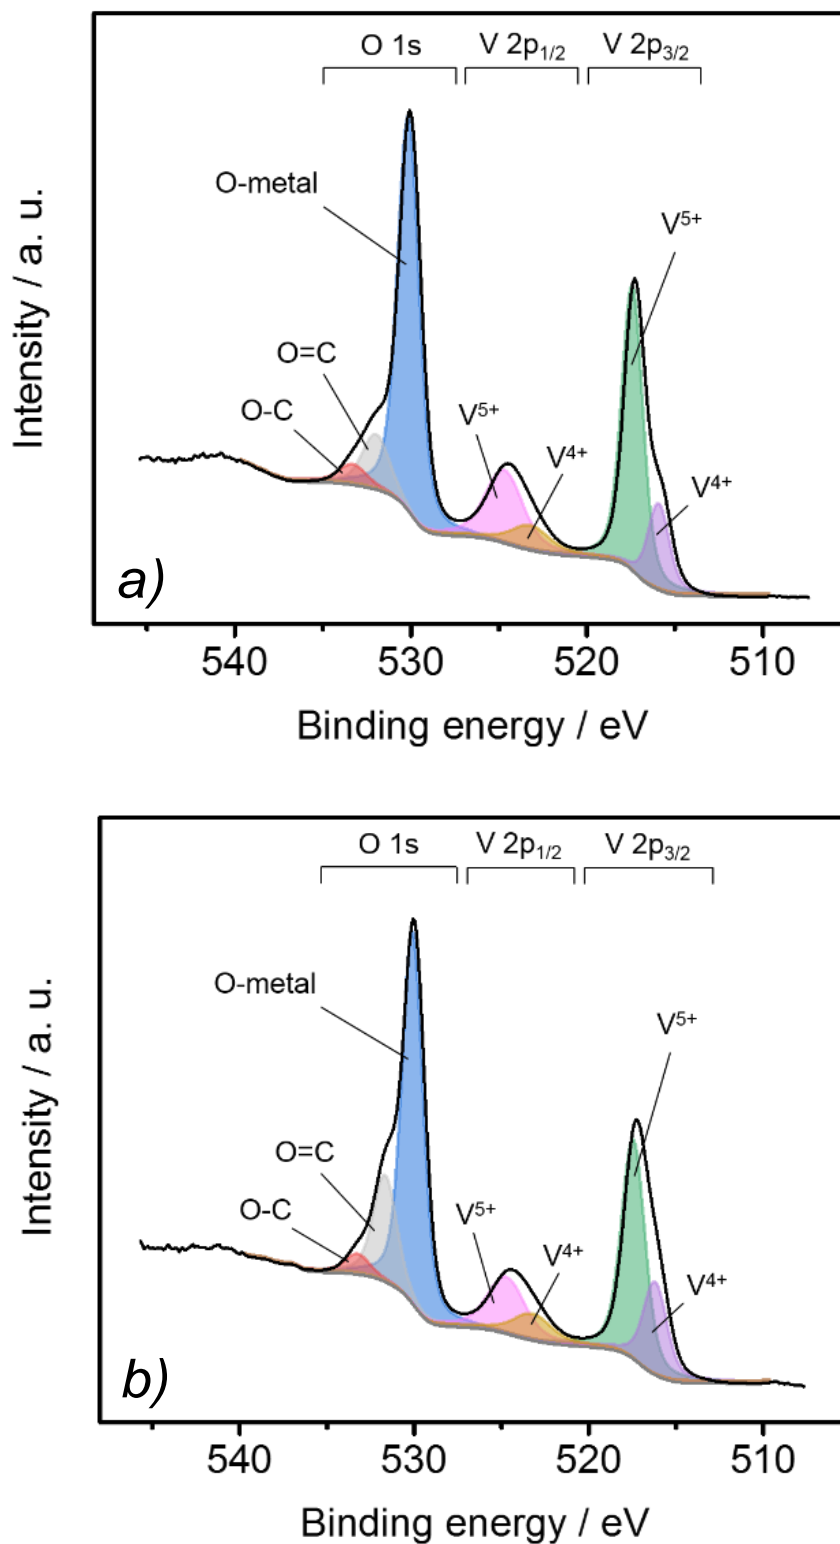 O 1s V 2p1/2 V 2p3/2
O-metal
V5+
O=C
O-C
V5+
V4+
V4+
a)
Intensity / a. u.
540 530 520 510
Binding energy / eV
O 1s V 2p1/2 V 2p3/2
O-metal
V5+
O=C
O-C
V5+
V4+
V4+
b)
Intensity / a. u.
540 530 520 510
Binding energy / eV